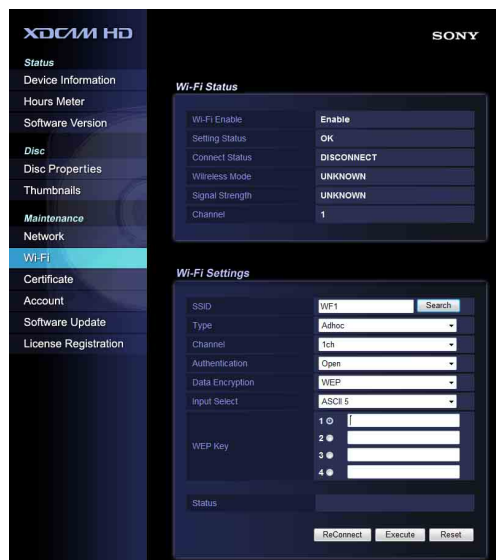 XDCAM HD
SONY
Status
Device Information
Hours Meter
Software Version
Disc
Disc Properties
Thumbnails
Maintenance
Network
Wi-Fi
Certificate
Account
Software Update
License Registration
Wi-Fi Status
Wi-Fi Enable Enable
Setting Status OK
Connect Status DISCONNECT
Wilreless Mode UNKNOWN
Signal Strength UNKNOWN
Channel 1
Wi-Fi Settings
SSID WF1 Search
Type Adhoc
Channel 1ch
Authentication Open
Data Encryption WEP
Input Select ASCII 5
WEP Key
1
2
3
4
Status
ReConnect Execute Reset